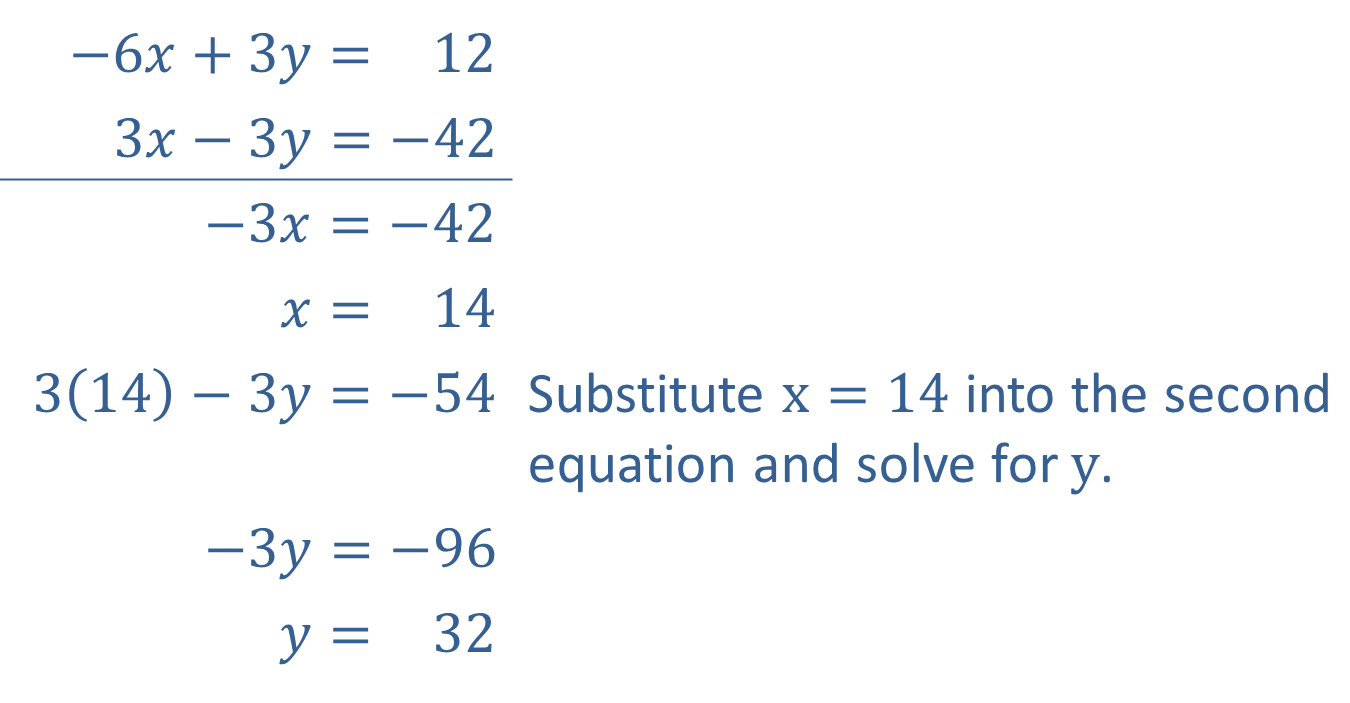 −6x + 3y = 12
3x − 3y = −42
−3x = −42
x = 14
3(14) − 3y = −54 Substitute x = 14 into the second
equation and solve for y.
−3y = −96
y = 32